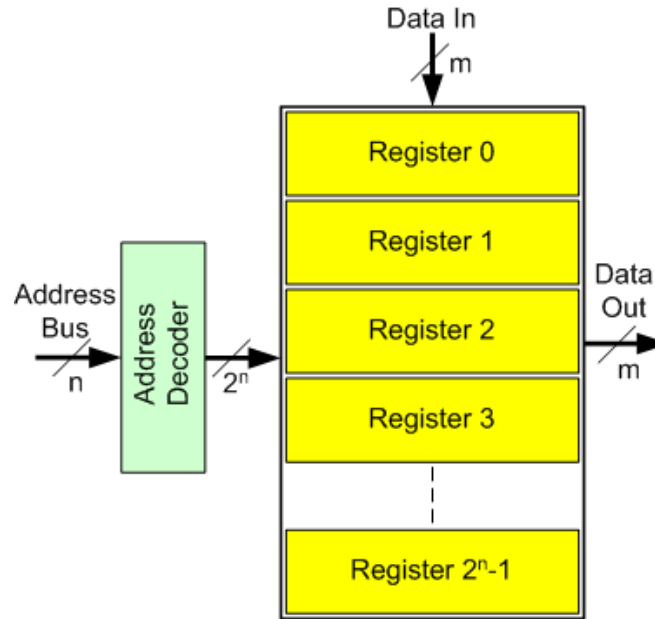 Data In
m
Register 0
Register 1
Address
Bus
n
Address
Decoder
2ⁿ
Register 2
Data
Out
m
Register 3
Register 2ⁿ-1